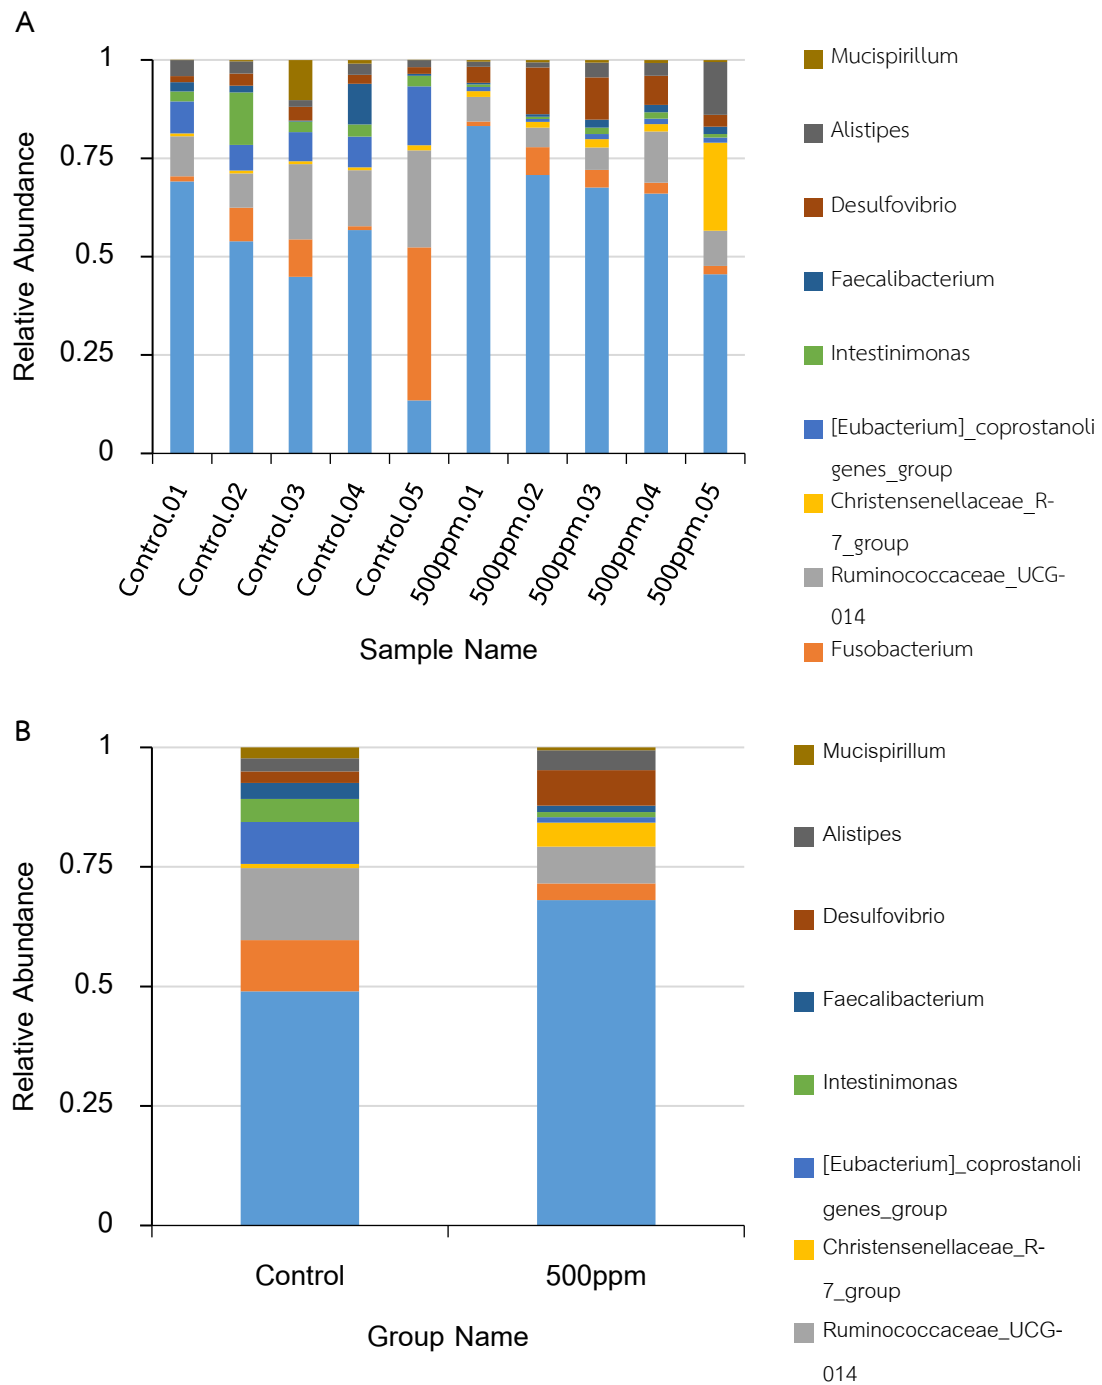 A
1
0.75
0.5
0.25
0
Relative Abundance
Control.01
Control.02
Control.03
Control.04
Control.05
500ppm.01
500ppm.02
500ppm.03
500ppm.04
500ppm.05
Sample Name
Mucispirillum
Alistipes
Desulfovibrio
Faecalibacterium
Intestinimonas
[Eubacterium]_coprostanoli
genes_group
Christensenellaceae_R-
7_group
Ruminococcaceae_UCG-
014
Fusobacterium
B
1
0.75
0.5
0.25
0
Relative Abundance
Control
500ppm
Group Name
Mucispirillum
Alistipes
Desulfovibrio
Faecalibacterium
Intestinimonas
[Eubacterium]_coprostanoli
genes_group
Christensenellaceae_R-
7_group
Ruminococcaceae_UCG-
014